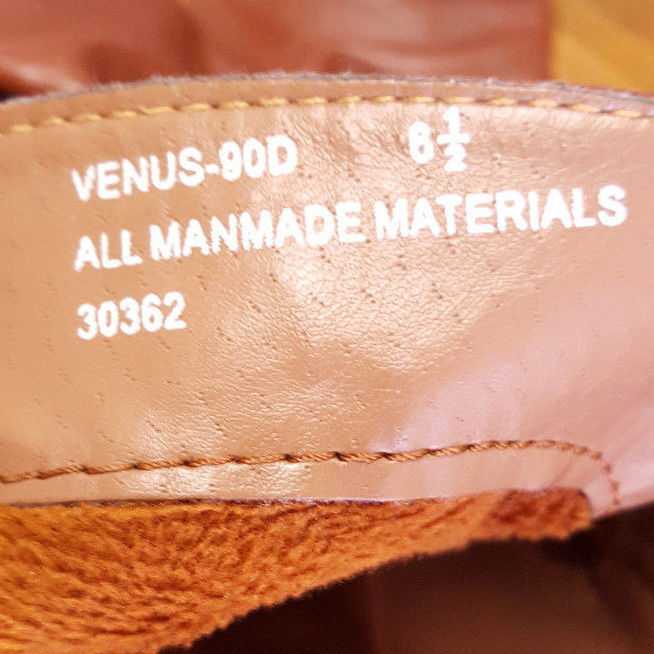 VENUS-90D 6½
ALL MANMADE MATERIALS
30362